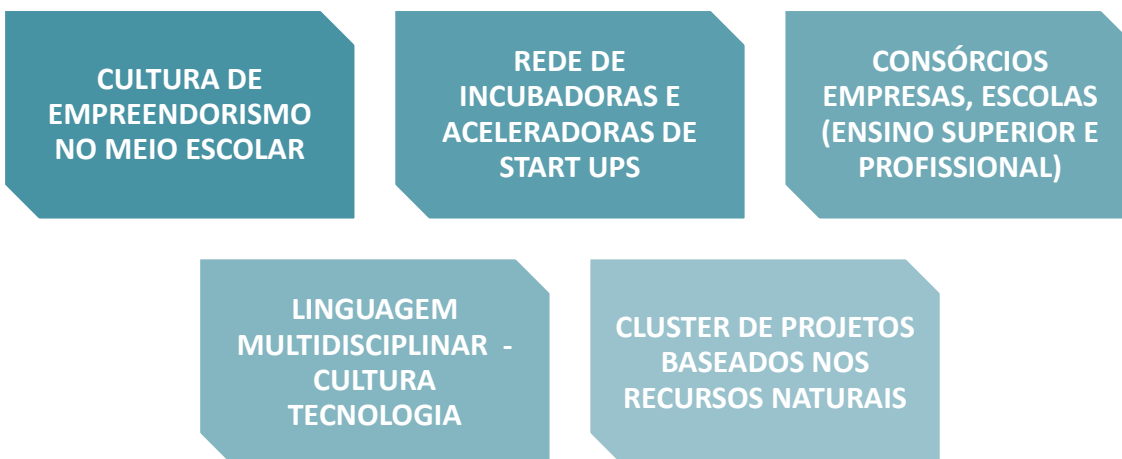 CULTURA DE
EMPREENDORISMO
NO MEIO ESCOLAR
REDE DE
INCUBADORAS E
ACELERADORAS DE
START UPS
CONSÓRCIOS
EMPRESAS, ESCOLAS
(ENSINO SUPERIOR E
PROFISSIONAL)
LINGUAGEM
MULTIDISCIPLINAR -
CULTURA
TECNOLOGIA
CLUSTER DE PROJETOS
BASEADOS NOS
RECURSOS NATURAIS